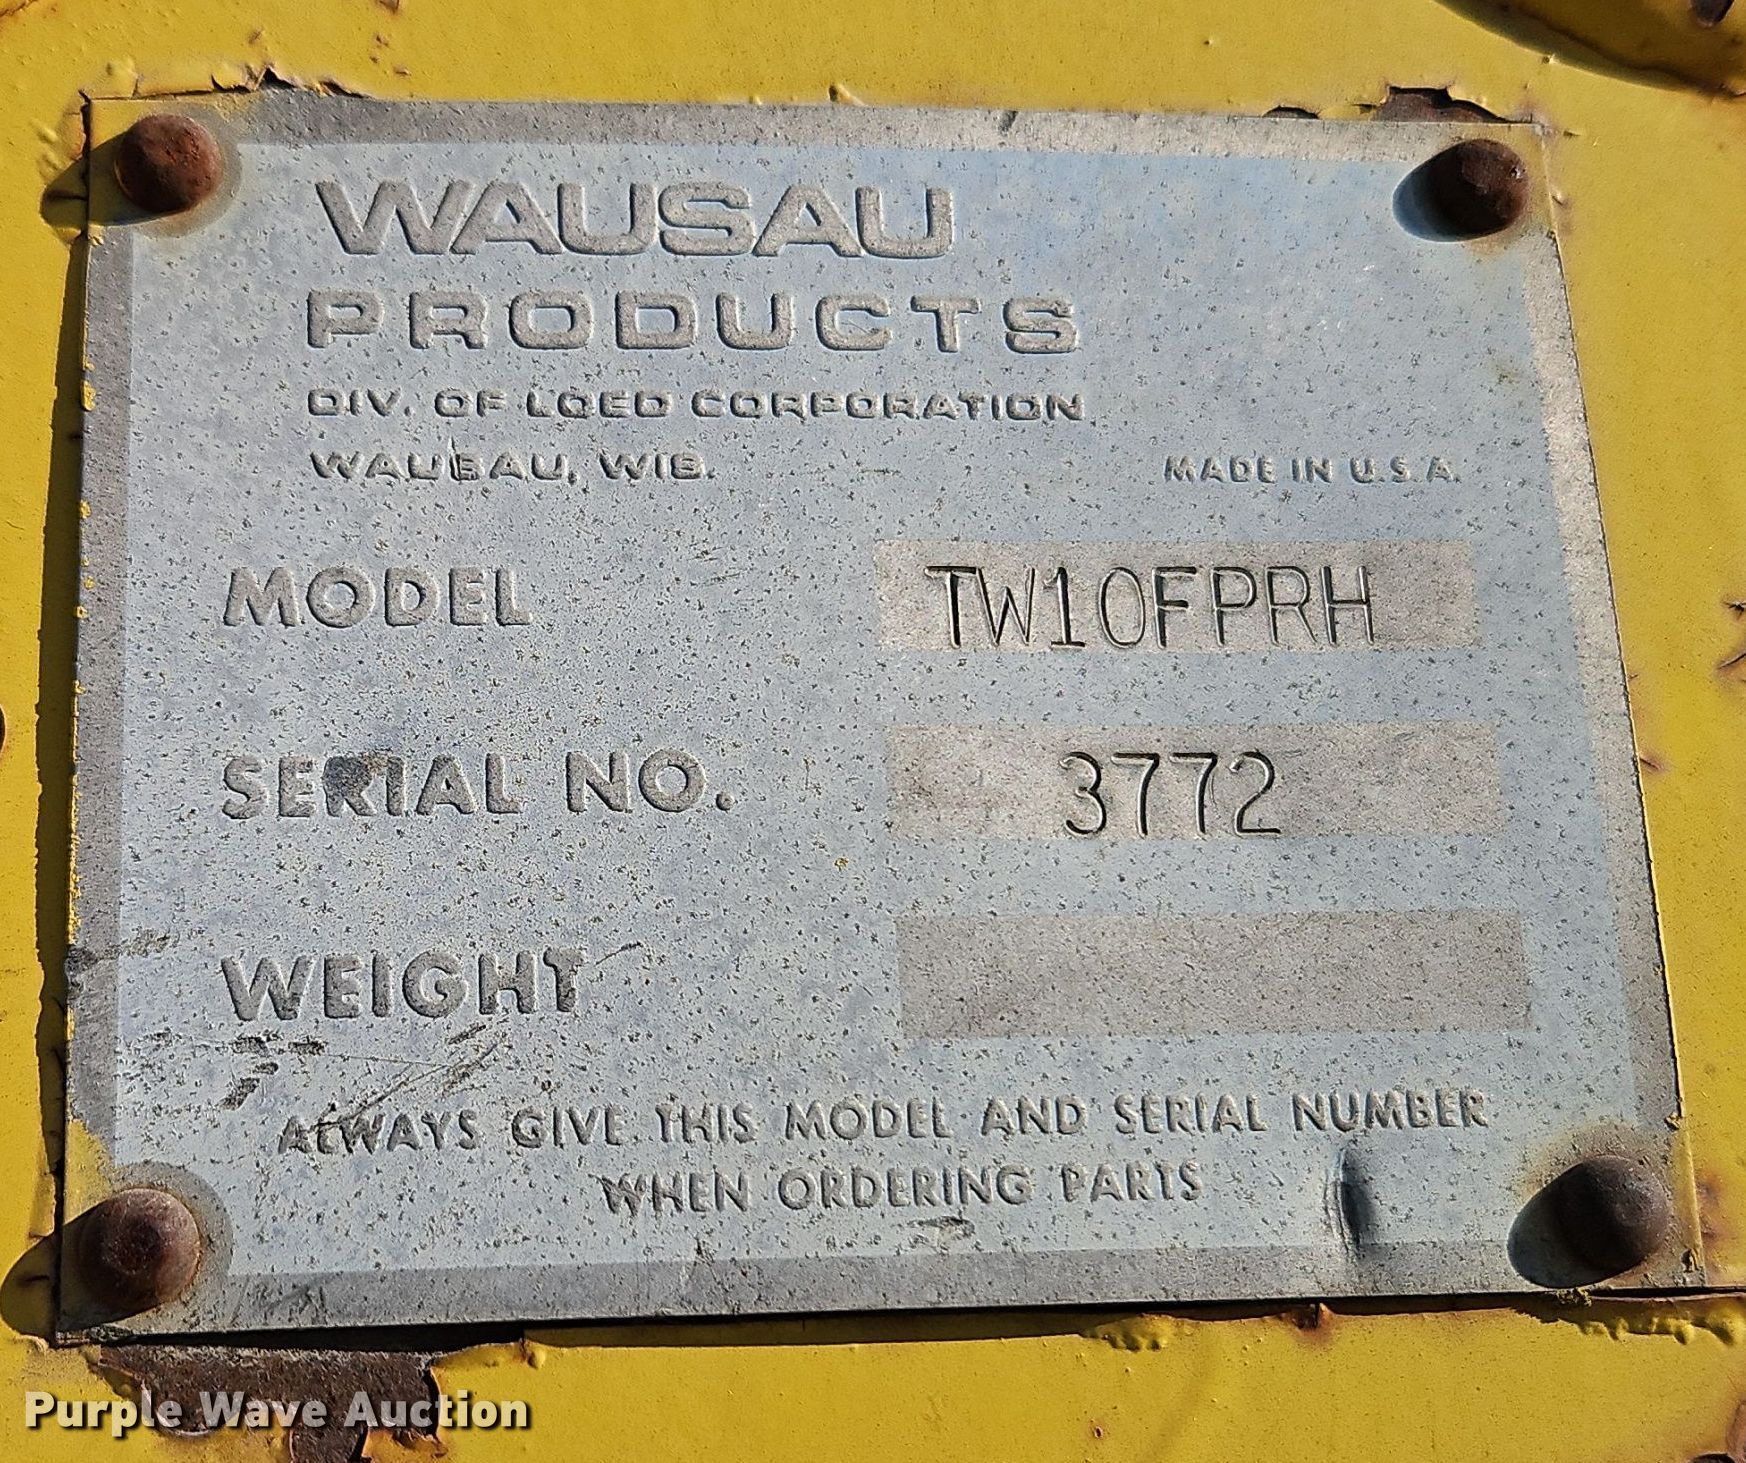 WAUSAU
PRODUCTS
DIV. OF LOED CORPORATION
WAUSAU, WIS.
MADE IN U.S.A.
MODEL TW10FPRH
SERIAL NO. 3772
WEIGHT
ALWAYS GIVE THIS MODEL AND SERIAL NUMBER
WHEN ORDERING PARTS
Purple Wave Auction